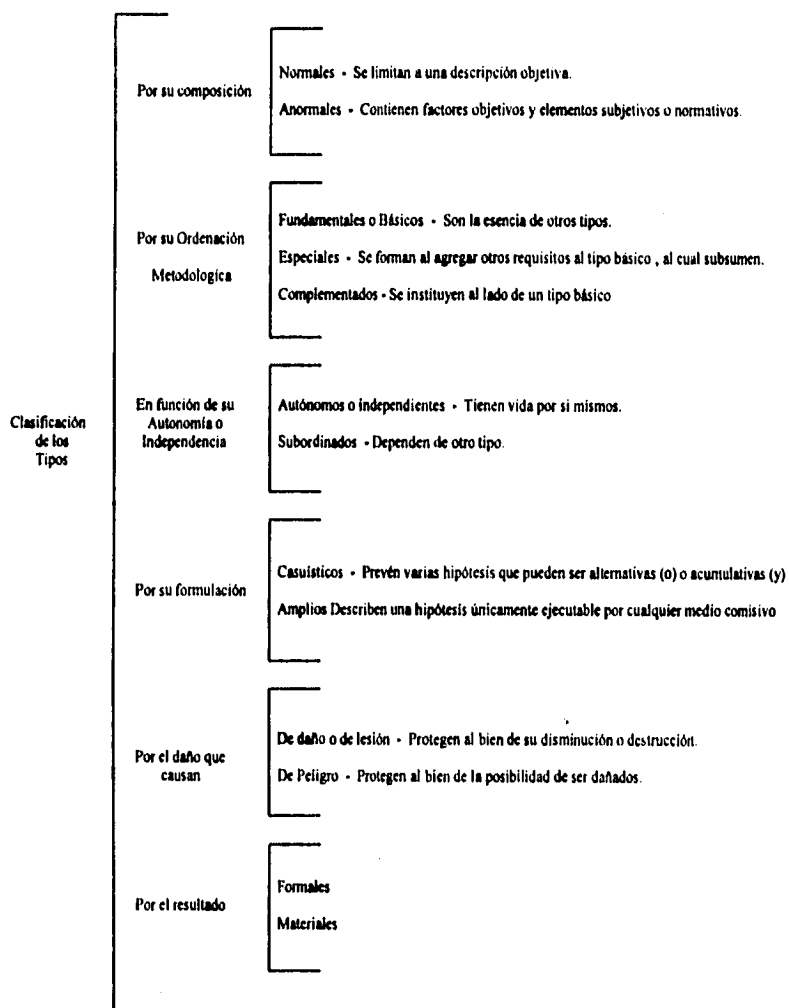 Por su composición
Normales - Se limitan a una descripción objetiva.
Anormales - Contienen factores objetivos y elementos subjetivos o normativos.
Por su Ordenación
Metodologica
Fundamentales o Básicos - Son la esencia de otros tipos.
Especiales - Se forman al agregar otros requisitos al tipo básico , al cual subsumen.
Complementados - Se instituyen al lado de un tipo básico
Clasificación
de los
Tipos
En función de su
Autonomía o
Independencia
Autónomos o independientes - Tienen vida por si mismos.
Subordinados - Dependen de otro tipo.
Por su formulación
Casuísticos - Prevén varias hipótesis que pueden ser alternativas (o) o acumulativas (y)
Amplios Describen una hipótesis únicamente ejecutable por cualquier medio comisivo
Por el daño que
causan
De daño o de lesión - Protegen al bien de su disminución o destrucción.
De Peligro - Protegen al bien de la posibilidad de ser dañados.
Por el resultado
Formales
Materiales